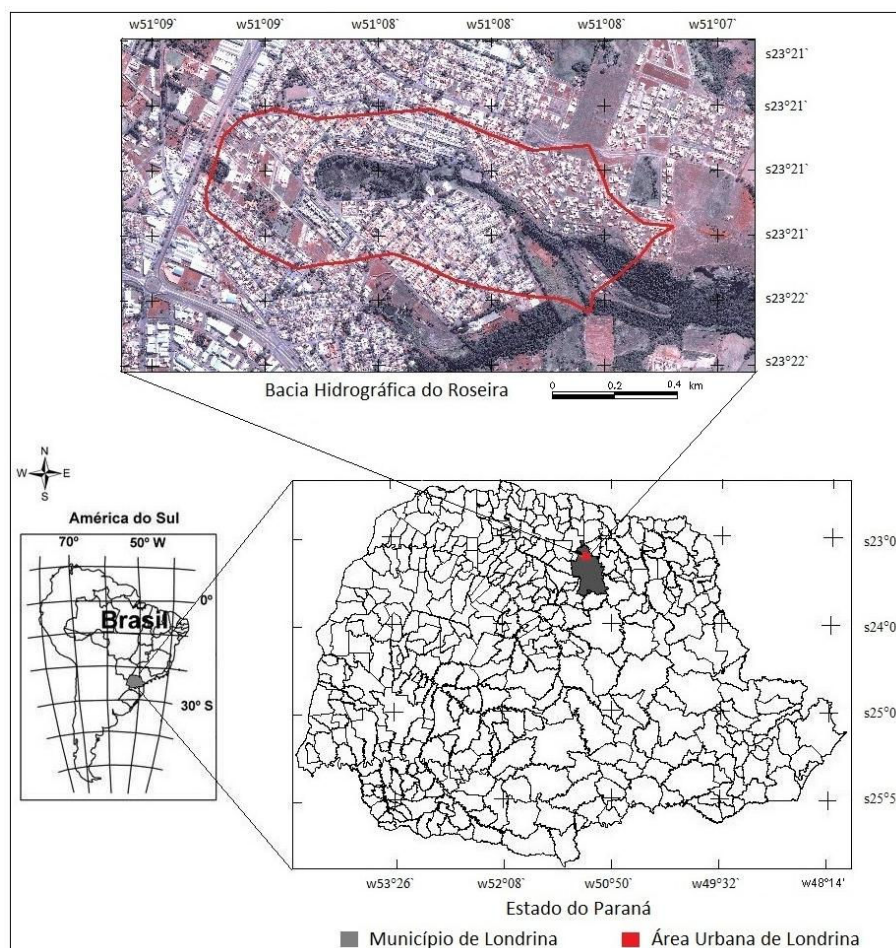 w51°09` w51°09` w51°08` w51°08` w51°08` w51°07`
s23°21`
s23°21`
s23°21`
s23°21`
s23°22`
s23°22`
Bacia Hidrográfica do Roseira
0 0.2 0.4 km
N
W E
S
América do Sul
70° 50° W
0°
Brasil
30° S
s23°0
s24°0
s25°0
s25°5
w53°26` w52°08` w50°50` w49°32` w48°14`
Estado do Paraná
Município de Londrina Área Urbana de Londrina